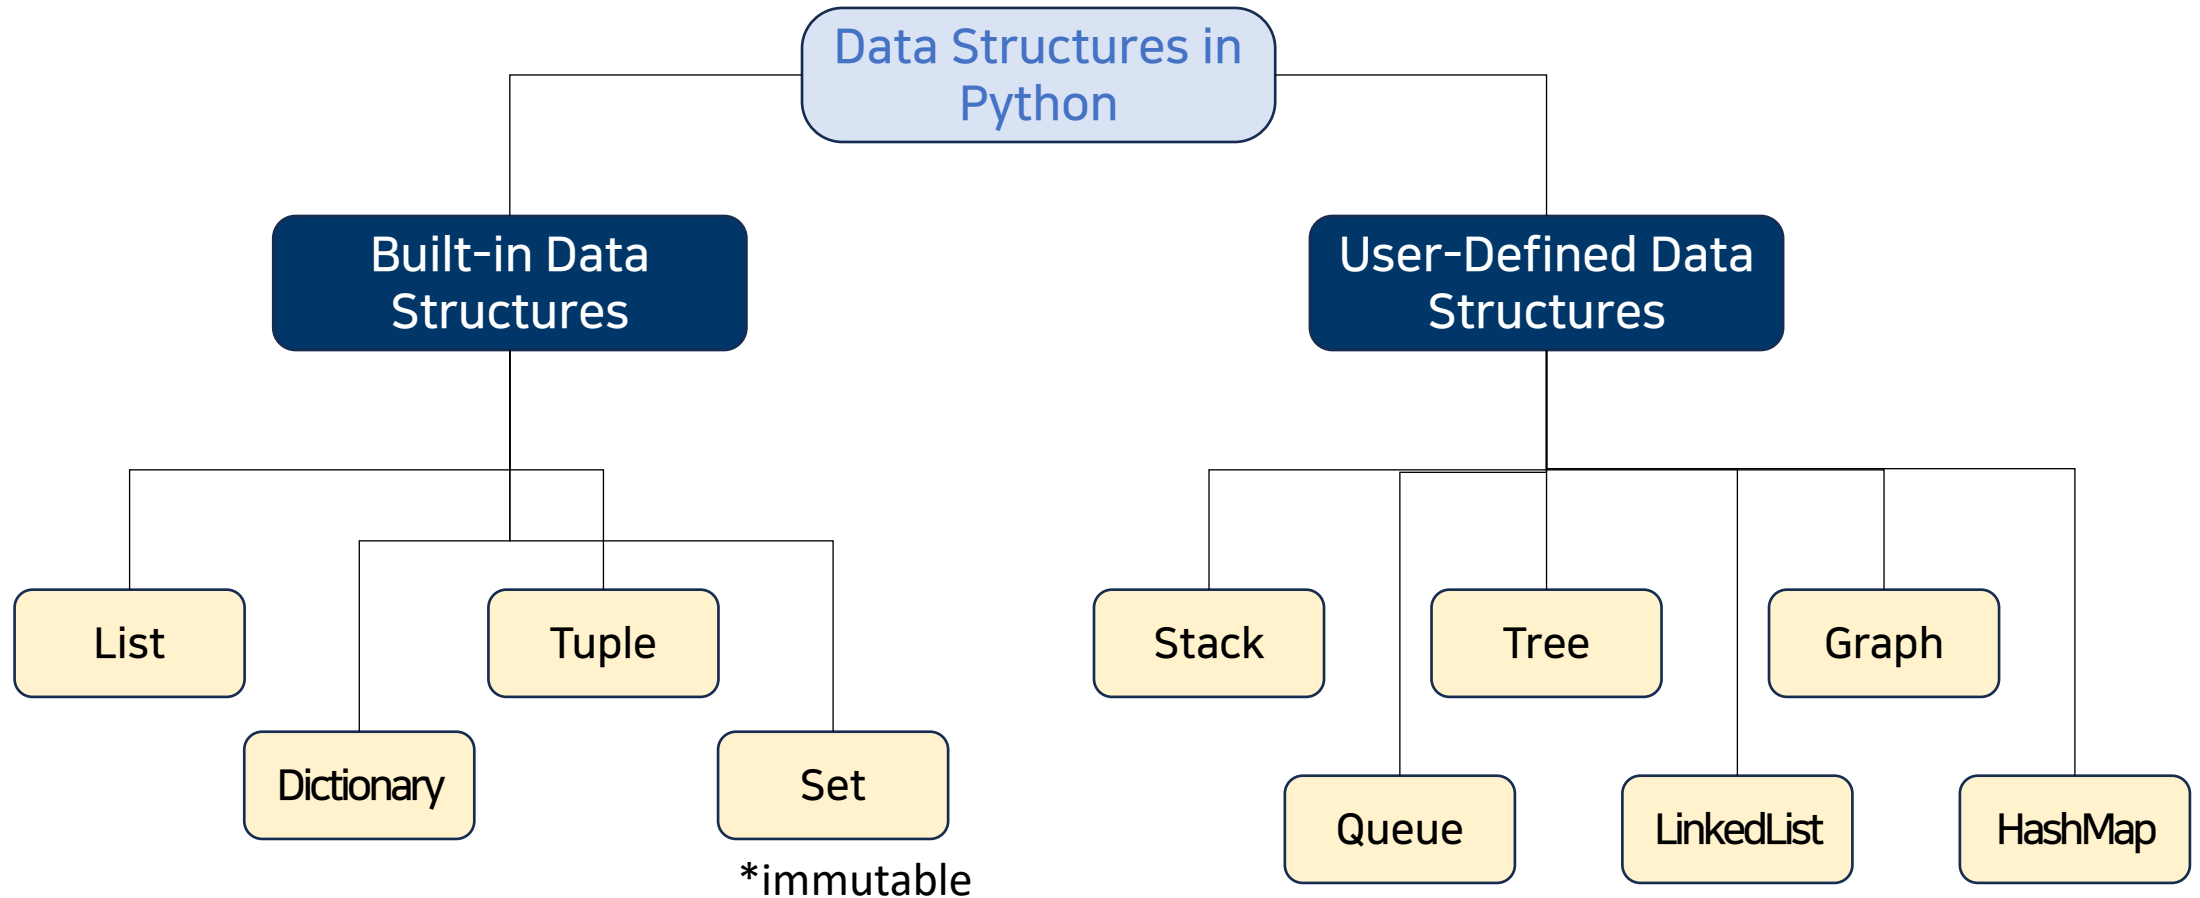 Data Structures in
Python
Built-in Data
Structures
User-Defined Data
Structures
List
Tuple
Stack
Tree
Graph
Dictionary
Set
Queue
LinkedList
HashMap
*immutable